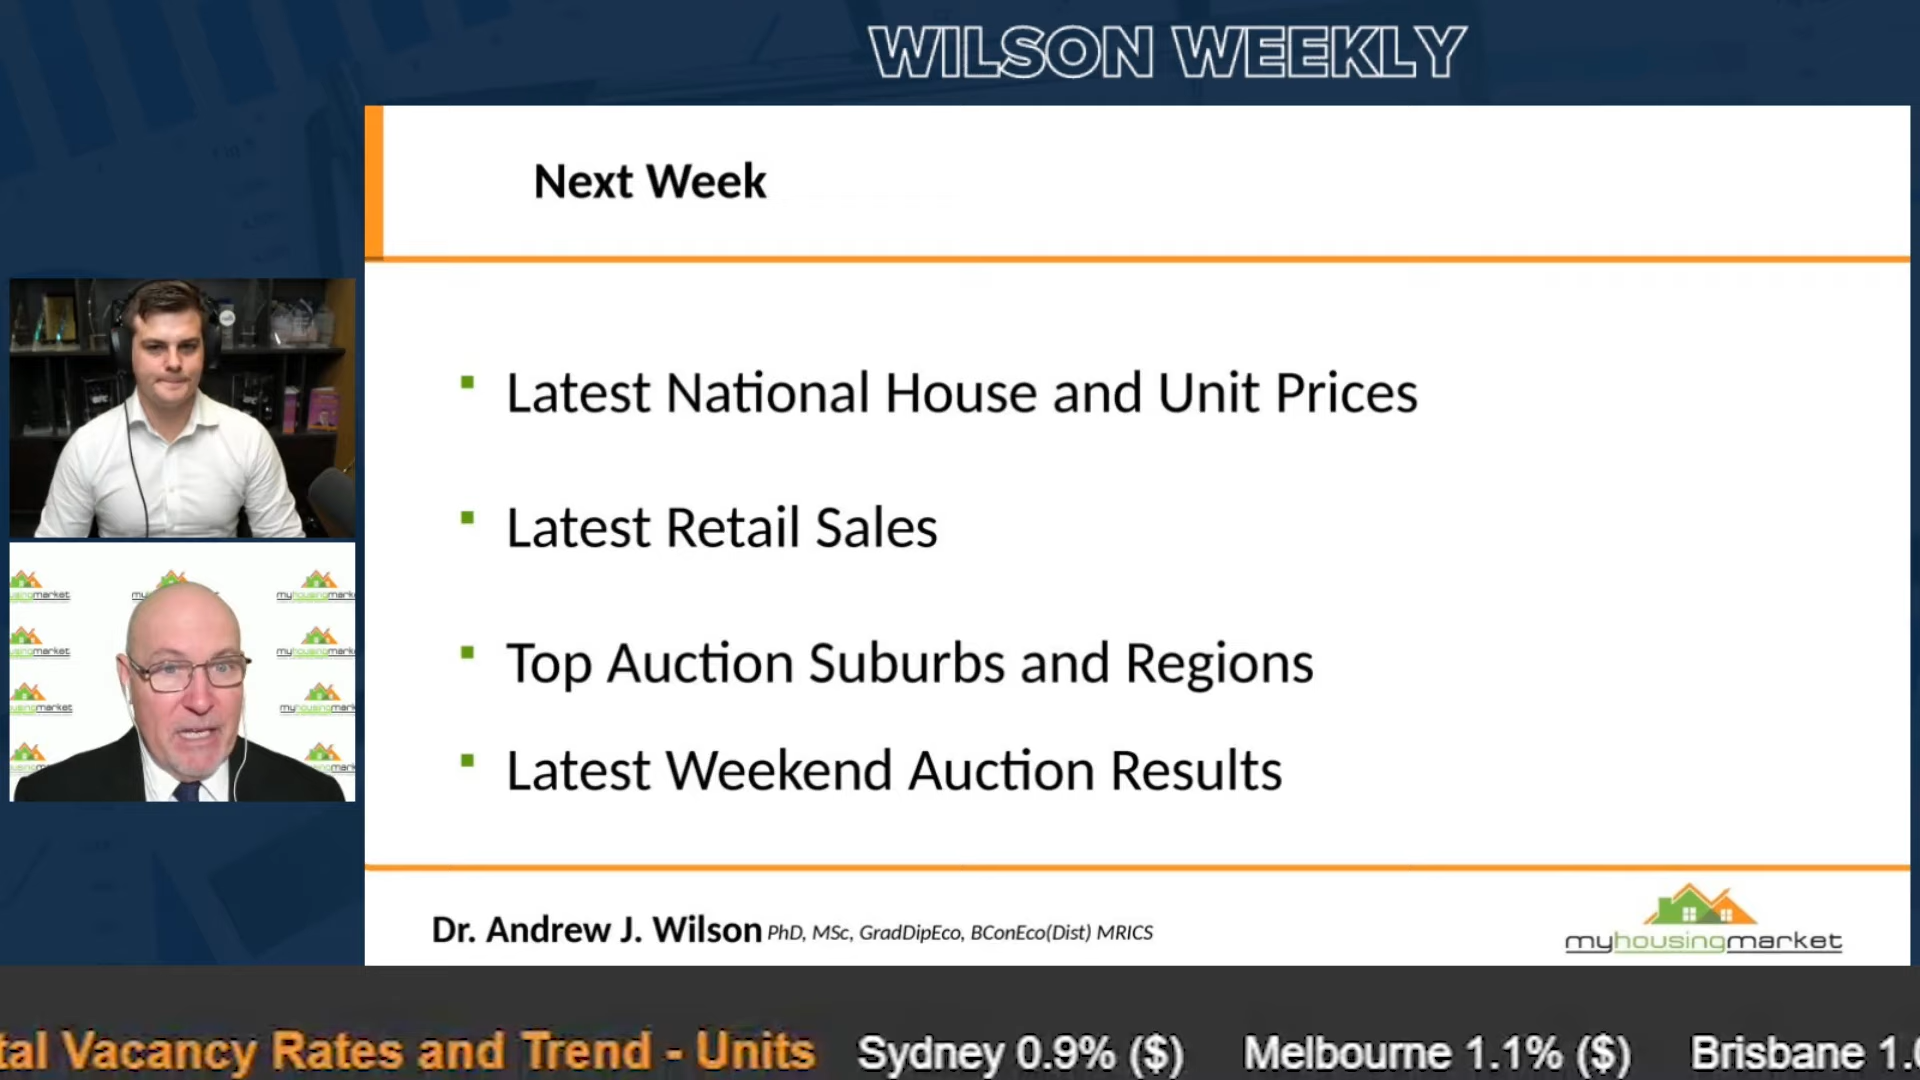 WILSON WEEKLY
Next Week
Latest National House and Unit Prices
Latest Retail Sales
Top Auction Suburbs and Regions
Latest Weekend Auction Results
Dr. Andrew J. Wilson PhD, MSc, GradDipEco, BConEco(Dist) MRICS
myhousingmarket
tal Vacancy Rates and Trend - Units Sydney 0.9% ($) Melbourne 1.1% ($) Brisbane 1.0